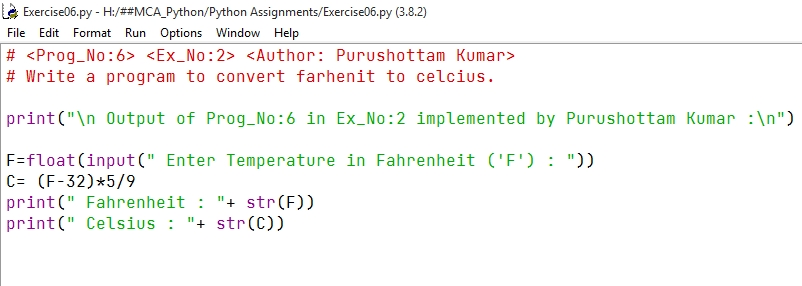 Exercise06.py - H:/##MCA_Python/Python Assignments/Exercise06.py (3.8.2)
File Edit Format Run Options Window Help
# <Prog_No:6> <Ex_No:2> <Author: Purushottam Kumar>
# Write a program to convert farhenit to celcius.
print("\n Output of Prog_No:6 in Ex_No:2 implemented by Purushottam Kumar :\n")
F=float(input(" Enter Temperature in Fahrenheit ('F') : "))
C= (F-32)*5/9
print(" Fahrenheit : "+ str(F))
print(" Celsius : "+ str(C))